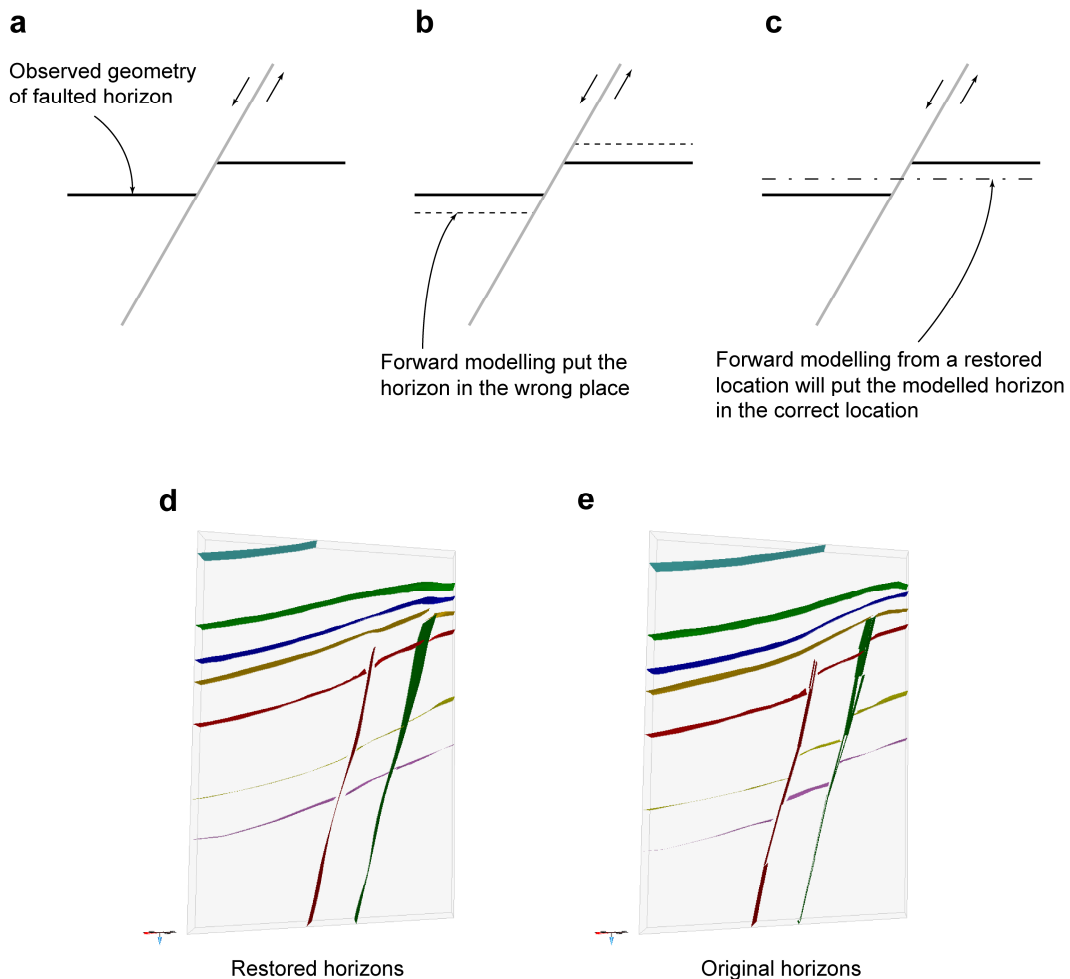 a
b
c
Observed geometry
of faulted horizon
Forward modelling put the
horizon in the wrong place
Forward modelling from a restored
location will put the modelled horizon
in the correct location
d
e
Restored horizons
Original horizons